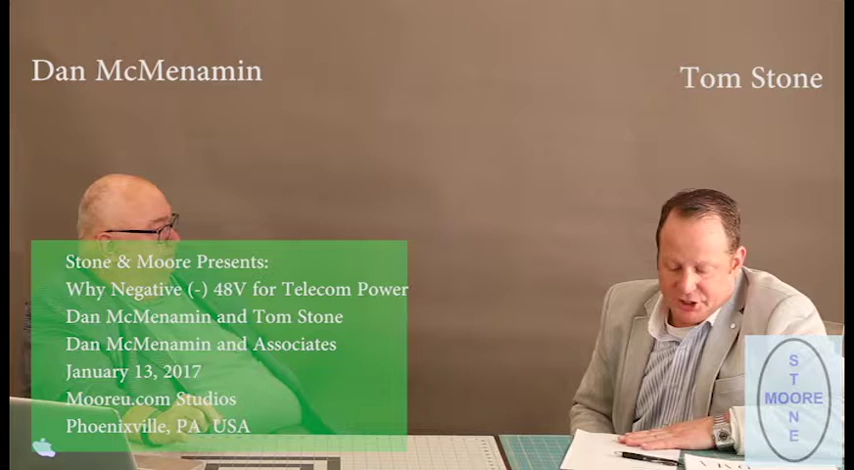 Dan McMenamin
Tom Stone
Stone & Moore Presents:
Why Negative (-) 48V for Telecom Power
Dan McMenamin and Tom Stone
Dan McMenamin and Associates
January 13, 2017
Mooreu.com Studios
Phoenixville, PA  USA
STONE
MOORE